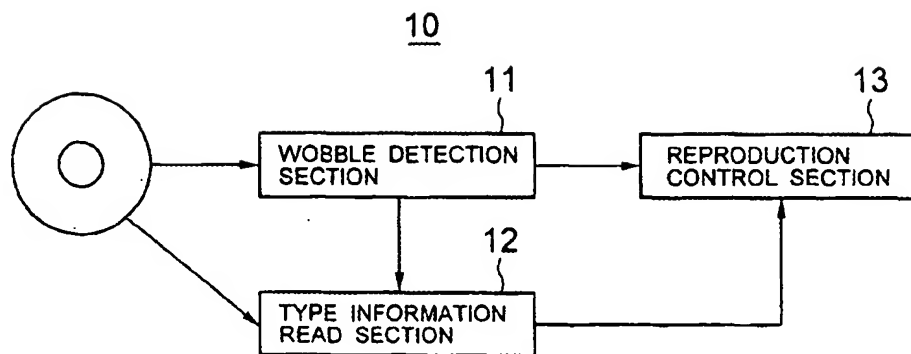 10
11
13
WOBBLE DETECTION
SECTION
REPRODUCTION
CONTROL SECTION
12
TYPE INFORMATION
READ SECTION